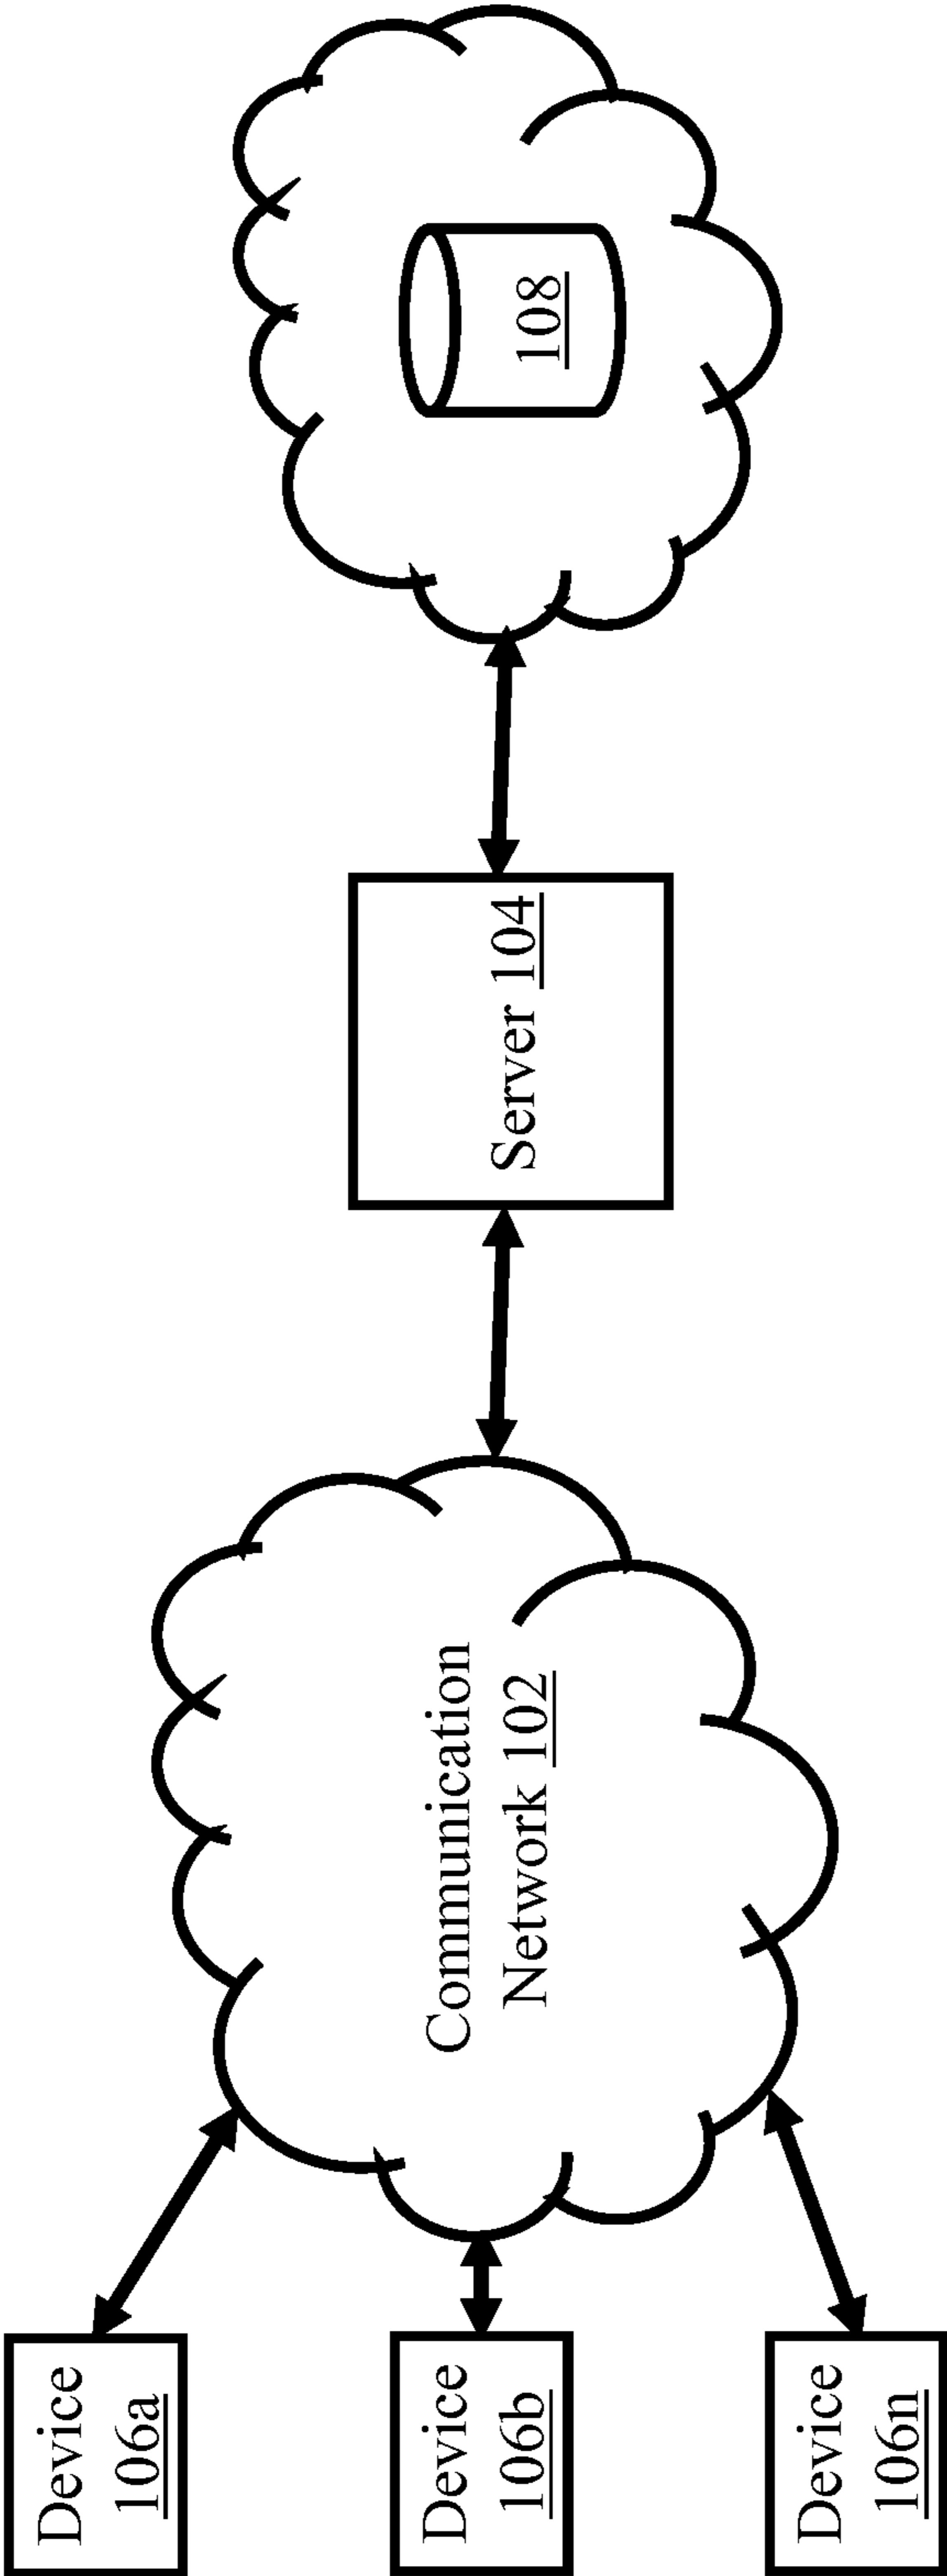 Device
106a
Device
106b
Device
106n
Communication
Network 102
Server 104
108